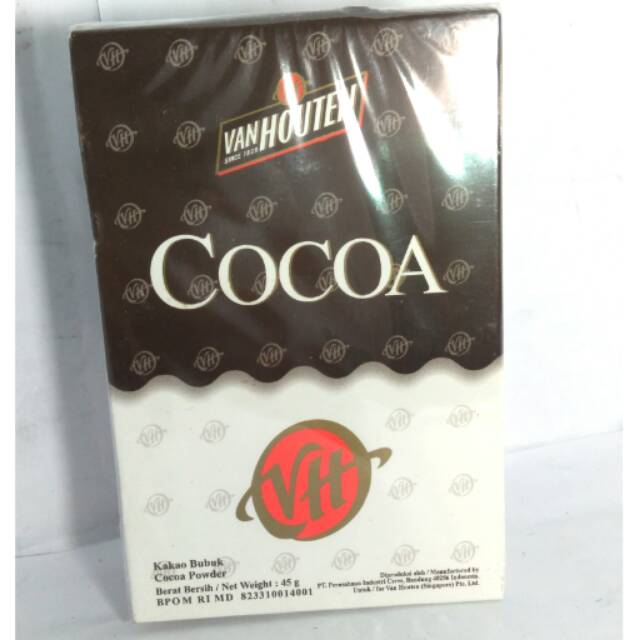 VAN HOUTEN
SINCE 1828
COCOA
VH
Kakao Bubuk
Cocoa Powder
Berat Bersih / Net Weight : 45 g
BPOM RI MD 823310014001
Diproduksi oleh / Manufactured by
PT. Perusahaan Industri Ceres, Bandung 40256 Indonesia.
Untuk / for Van Houten (Singapore) Pte. Ltd.